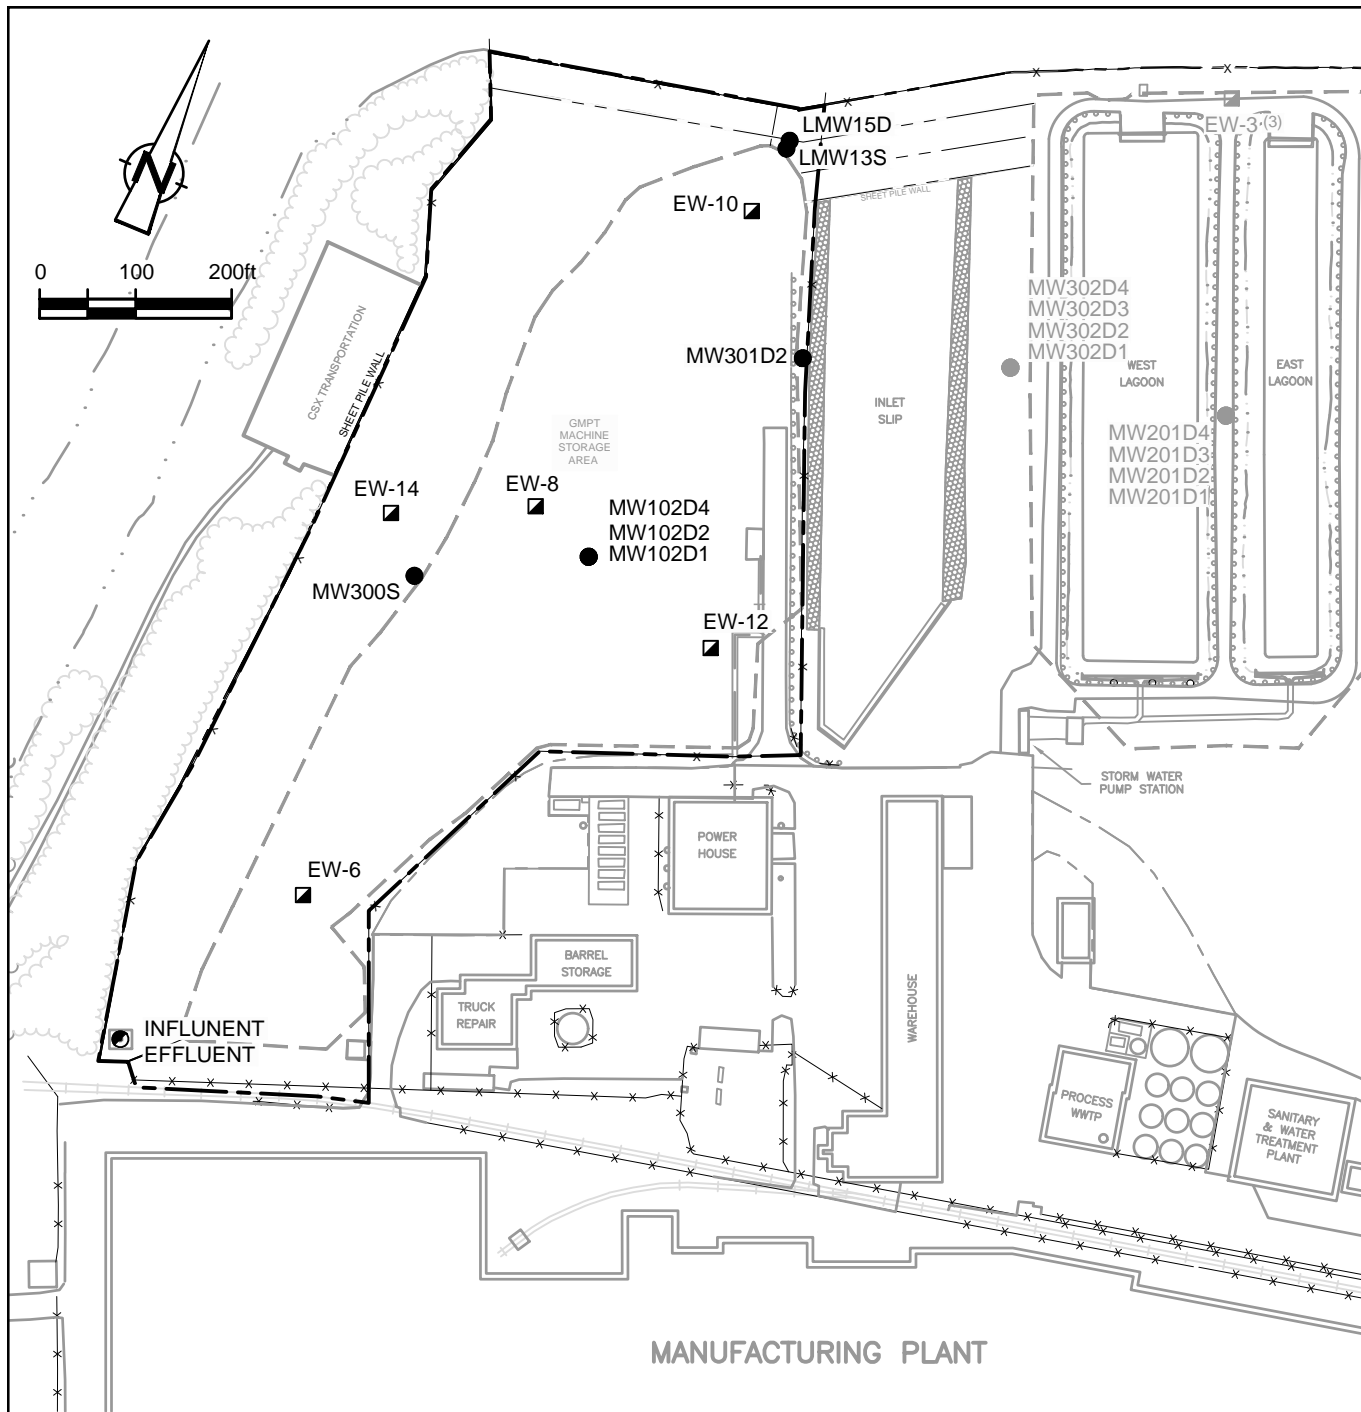 LMW15D
LMW13S
EW-3 (3)
SHEET PILE WALL
EW-10
N
0 100 200ft
MW302D4
MW302D3
MW302D2
MW302D1
CSX TRANSPORTATION
SHEET PILE WALL
MW301D2
WEST
LAGOON
EAST
LAGOON
INLET
SLIP
GMPT
MACHINE
STORAGE
AREA
MW201D4
MW201D3
MW201D2
MW201D1
EW-14
EW-8
MW102D4
MW102D2
MW102D1
MW300S
EW-12
STORM WATER
PUMP STATION
POWER
HOUSE
EW-6
BARREL
STORAGE
TRUCK
REPAIR
WAREHOUSE
INFLUNENT
EFFLUENT
PROCESS
WWTP
SANITARY
& WATER
TREATMENT
PLANT
MANUFACTURING PLANT